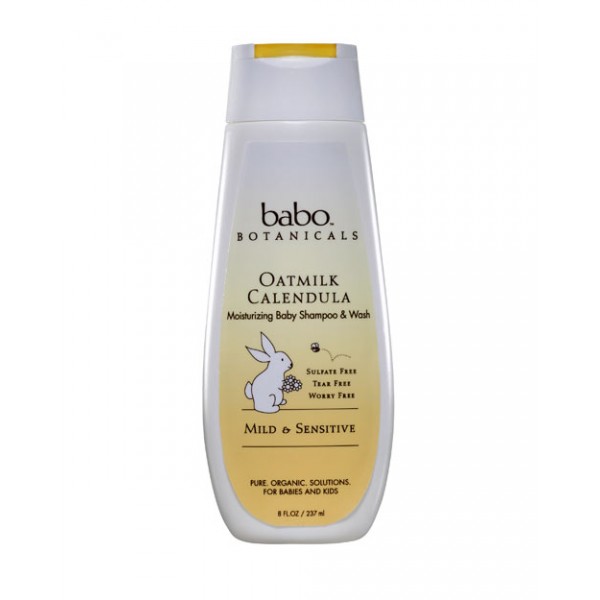 babo™
BOTANICALS
OATMILK
CALENDULA
Moisturizing Baby Shampoo & Wash
SULFATE FREE
TEAR FREE
WORRY FREE
MILD & SENSITIVE
PURE. ORGANIC. SOLUTIONS.
FOR BABIES AND KIDS
8 FL OZ / 237 ml